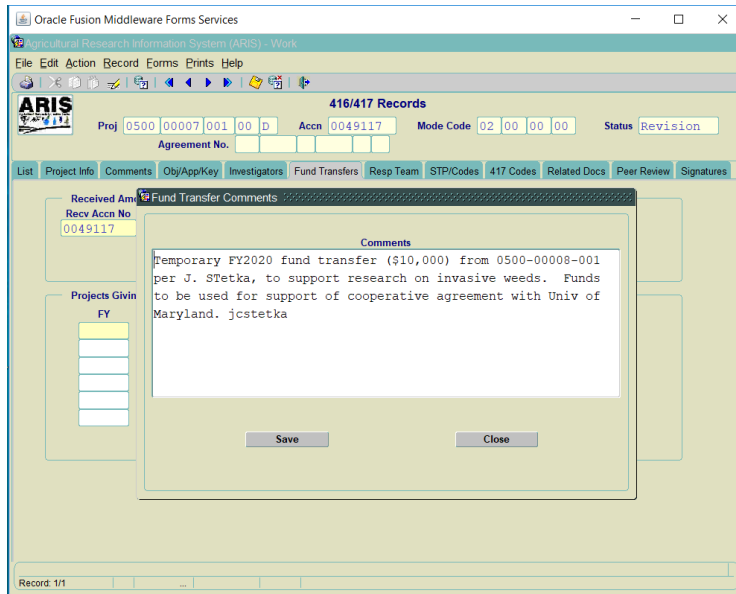 Oracle Fusion Middleware Forms Services
Agricultural Research Information System (ARIS) - Work
File Edit Action Record Forms Prints Help
ARIS
416/417 Records
Proj 0500 00007 001 00 D Accn 0049117 Mode Code 02 00 00 00 Status Revision
Agreement No.
List Project Info Comments Obj/App/Key Investigators Fund Transfers Resp Team STP/Codes 417 Codes Related Docs Peer Review Signatures
Received Amo
Recv Accn No
0049117
Projects Givin
FY
Fund Transfer Comments
Comments
Temporary FY2020 fund transfer ($10,000) from 0500-00008-001
per J. STetka, to support research on invasive weeds. Funds
to be used for support of cooperative agreement with Univ of
Maryland. jcstetka
Save Close
Record: 1/1 ...